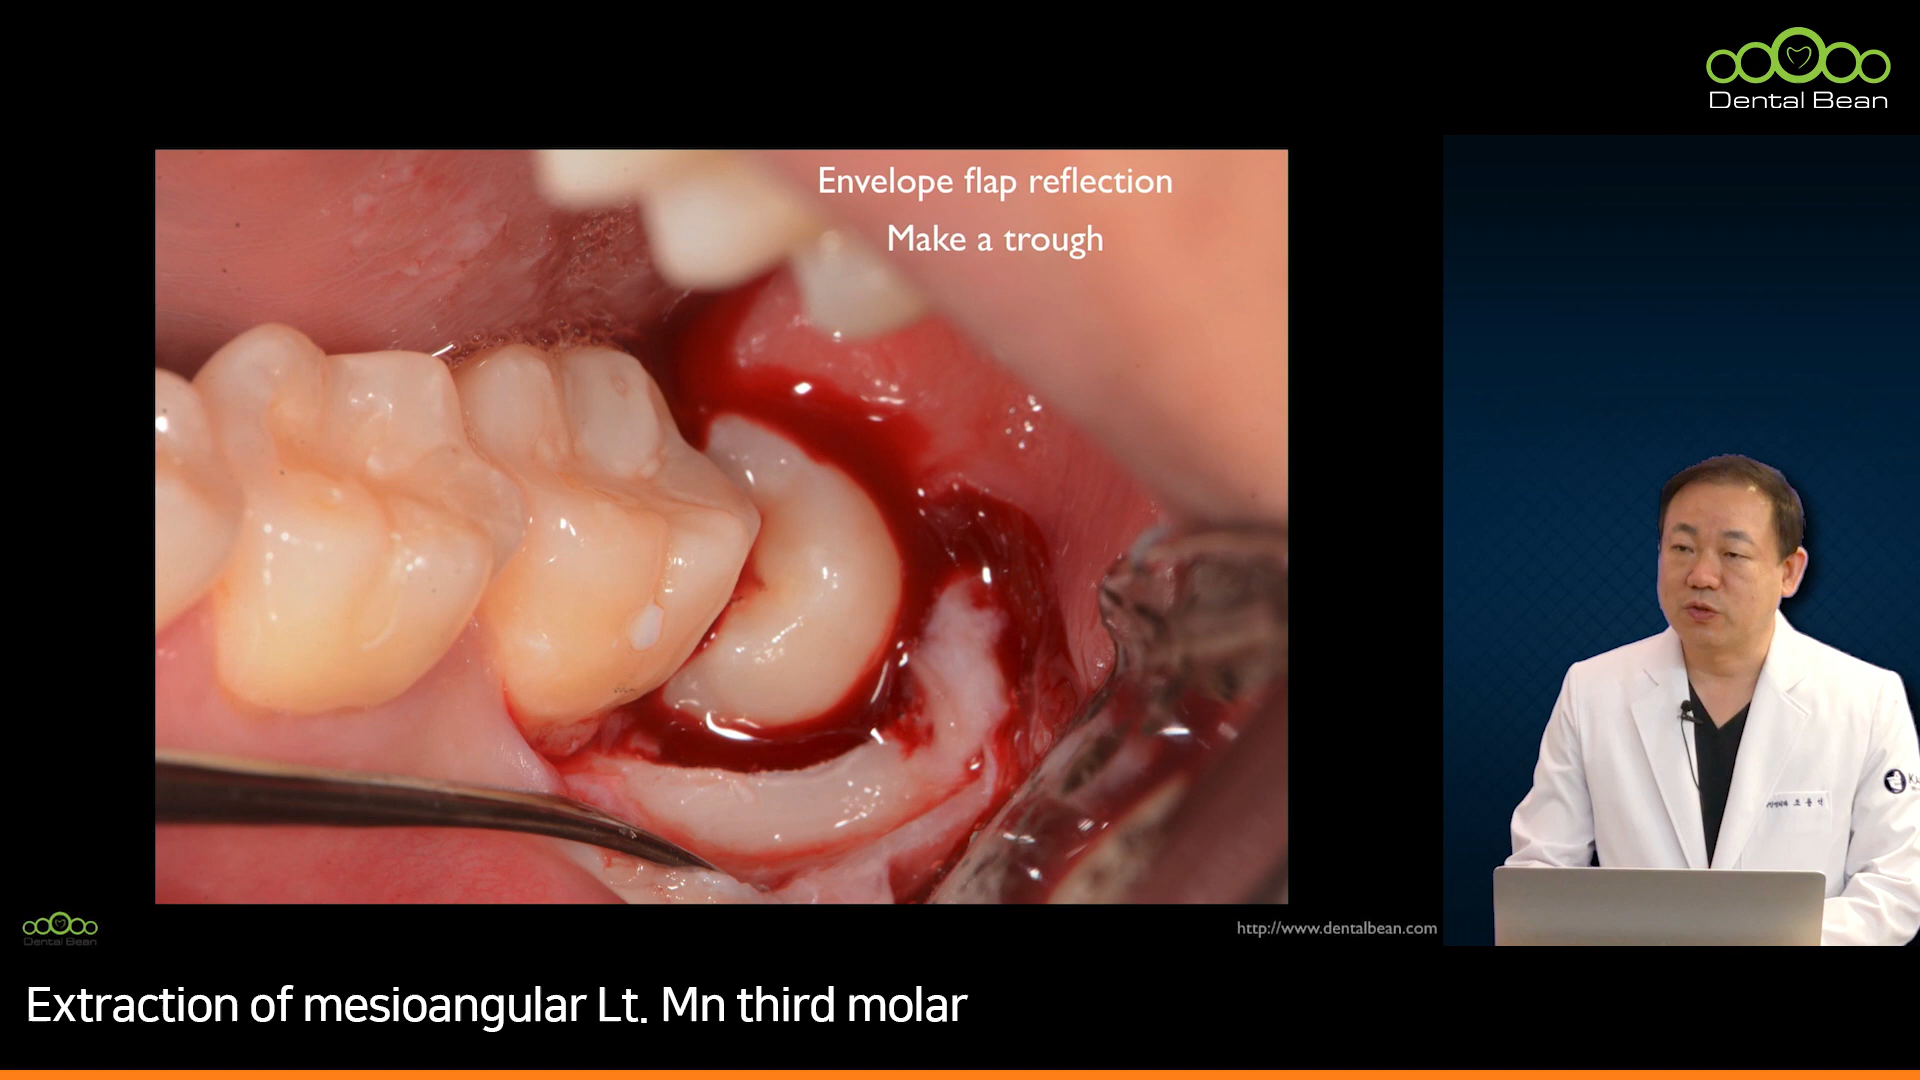 Dental Bean
Envelope flap reflection
Make a trough
Dental Bean
http://www.dentalbean.com
Extraction of mesioangular Lt. Mn third molar